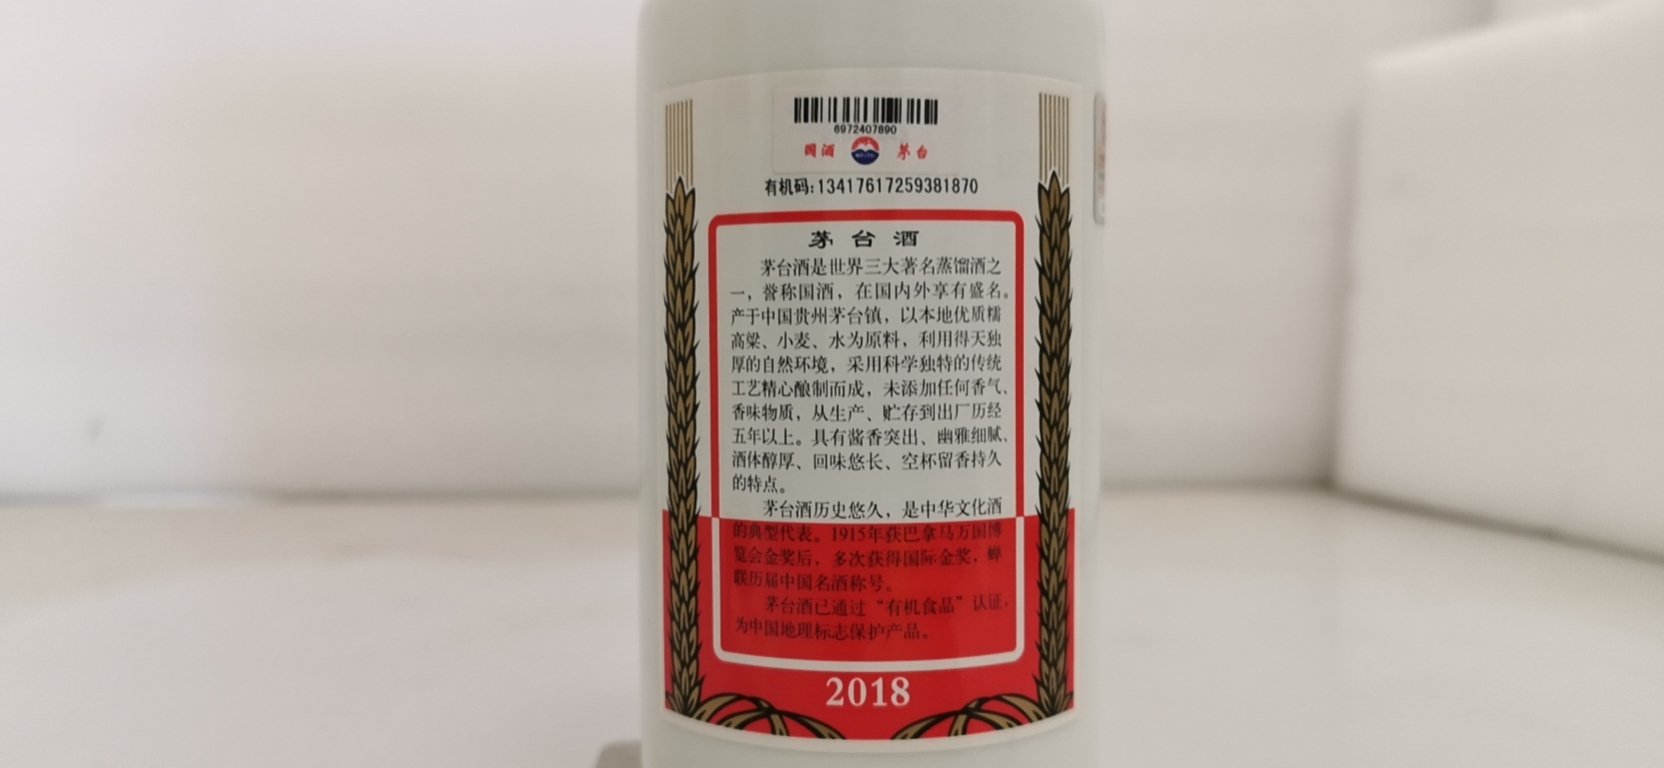 6972407890
国酒 茅台
有机码:13417617259381870
茅台酒
茅台酒是世界三大著名蒸馏酒之
一，誉称国酒，在国内外享有盛名。
产于中国贵州茅台镇，以本地优质糯
高粱、小麦、水为原料，利用得天独
厚的自然环境，采用科学独特的传统
工艺精心酿制而成，未添加任何香气、
香味物质，从生产、贮存到出厂历经
五年以上。具有酱香突出、幽雅细腻、
酒体醇厚、回味悠长、空杯留香持久
的特点。
茅台酒历史悠久，是中华文化酒
的典型代表。1915年获巴拿马万国博
览会金奖后，多次获得国际金奖，蝉
联历届中国名酒称号。
茅台酒已通过“有机食品”认证，
为中国地理标志保护产品。
2018